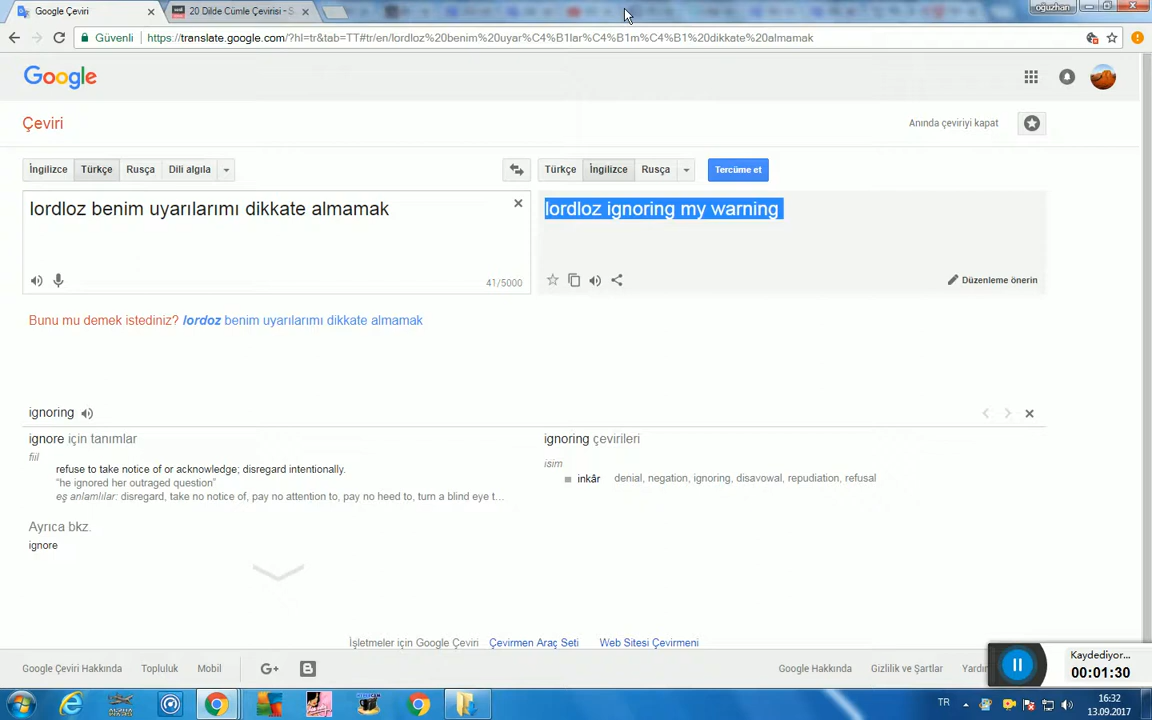 Google Çeviri
20 Dilde Cümle Çevirisi - S
oğuzhan
Güvenli
https://translate.google.com/?hl=tr&tab=TT#tr/en/lordloz%20benim%20uyar%C4%B1lar%C4%B1m%C4%B1%20dikkate%20almamak
Google
Çeviri
Anında çeviriyi kapat
İngilizce Türkçe Rusça Dili algıla
Türkçe İngilizce Rusça Tercüme et
lordloz benim uyarılarımı dikkate almamak
lordloz ignoring my warning
41/5000
Düzenleme önerin
Bunu mu demek istediniz? lordoz benim uyarılarımı dikkate almamak
ignoring
ignore için tanımlar
fiil
refuse to take notice of or acknowledge; disregard intentionally.
"he ignored her outraged question"
eş anlamlılar: disregard, take no notice of, pay no attention to, pay no heed to, turn a blind eye t…
Ayrıca bkz.
ignore
ignoring çevirileri
isim
inkâr denial, negation, ignoring, disavowal, repudiation, refusal
İşletmeler için Google Çeviri Çevirmen Araç Seti Web Sitesi Çevirmeni
Google Çeviri Hakkında Topluluk Mobil G+
Google Hakkında Gizlilik ve Şartlar Yardım
Kaydediyor...
00:01:30
TR
16:32
13.09.2017